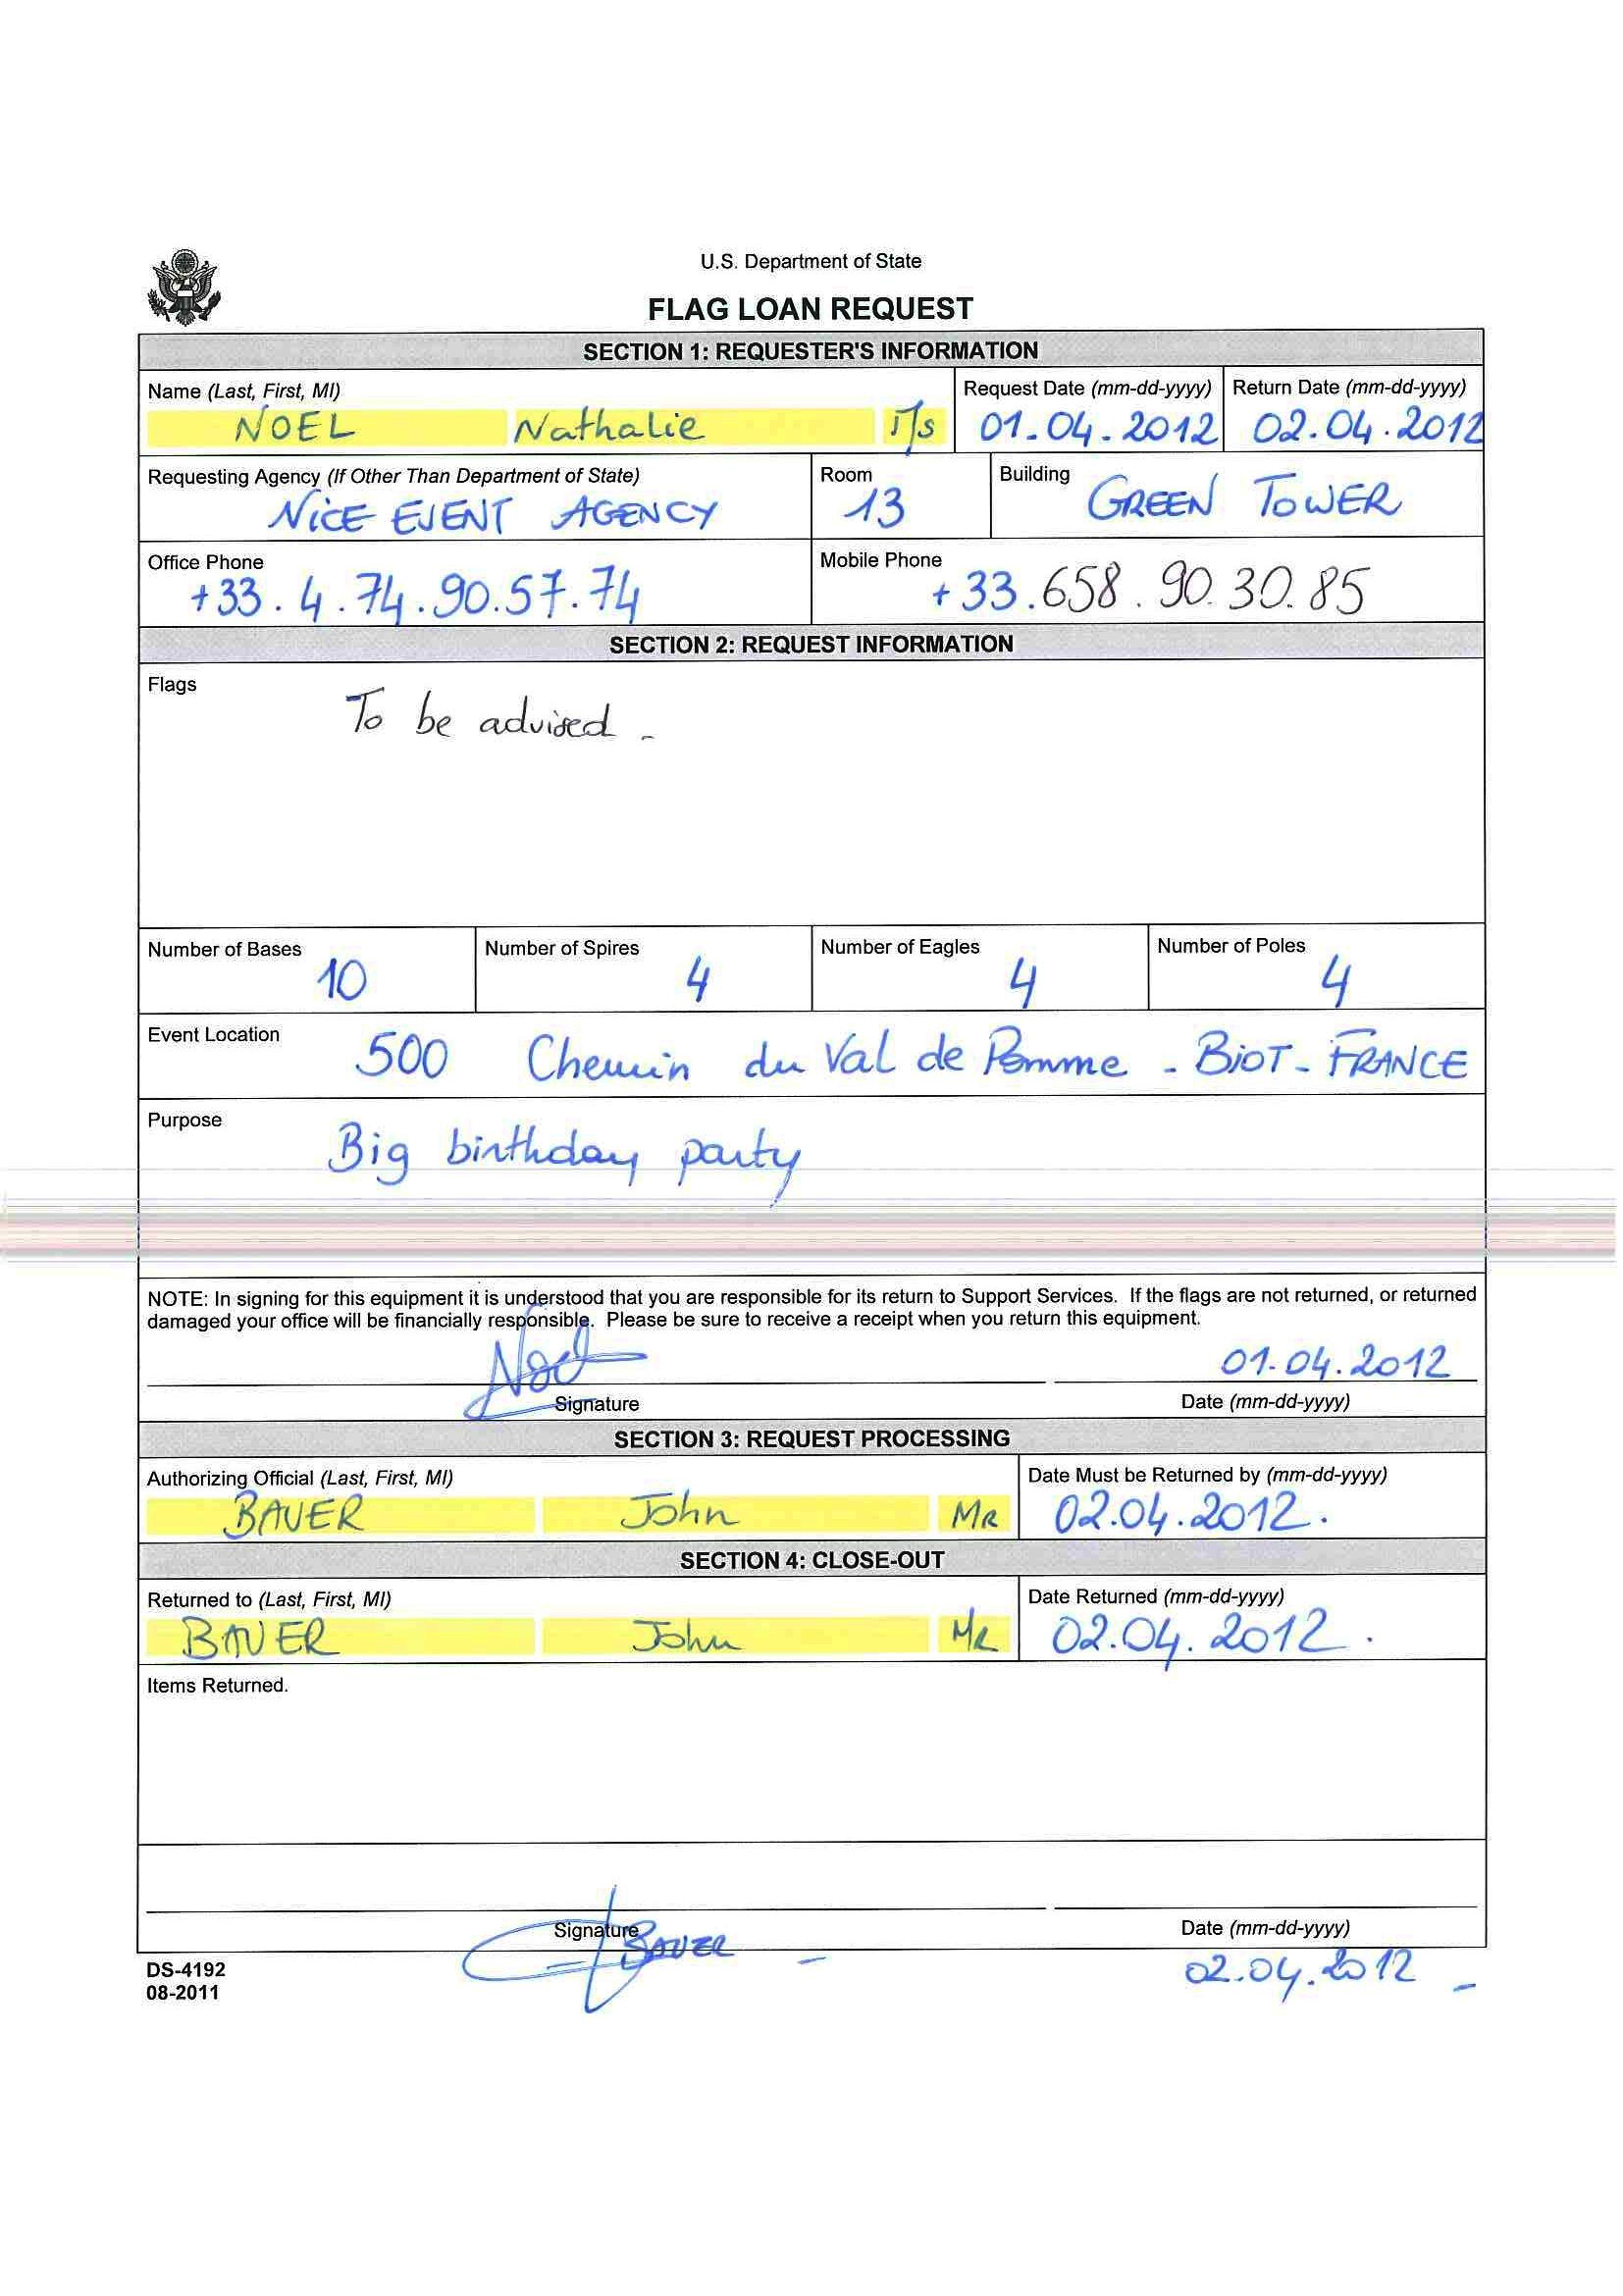 U.S. Department of State
FLAG LOAN REQUEST
SECTION 1: REQUESTER'S INFORMATION
Name (Last, First, MI)
NOEL Nathalie
Request Date (mm-dd-yyyy)
01.04.2012
Return Date (mm-dd-yyyy)
02.04.2012
Requesting Agency (If Other Than Department of State)
NiCE EVENT AGENCY
Room
13
Building
GREEN TOWER
Office Phone
+33.4.74.90.57.74
Mobile Phone
+33.658.90.30.85
SECTION 2: REQUEST INFORMATION
Flags
To be advised -
Number of Bases
10
Number of Spires
4
Number of Eagles
4
Number of Poles
4
Event Location
500 Chemin du Val de Pomme - BiOT - FRANCE
Purpose
Big birthday party
NOTE: In signing for this equipment it is understood that you are responsible for its return to Support Services. If the flags are not returned, or returned
damaged your office will be financially responsible. Please be sure to receive a receipt when you return this equipment.
Noel
01.04.2012
Signature
Date (mm-dd-yyyy)
SECTION 3: REQUEST PROCESSING
Authorizing Official (Last, First, MI)
BAUER John MR
Date Must be Returned by (mm-dd-yyyy)
02.04.2012.
SECTION 4: CLOSE-OUT
Returned to (Last, First, MI)
BAUER John MR
Date Returned (mm-dd-yyyy)
02.04.2012.
Items Returned.
Signature
Date (mm-dd-yyyy)
BAUER -
02.04.2012 -
DS-4192
08-2011